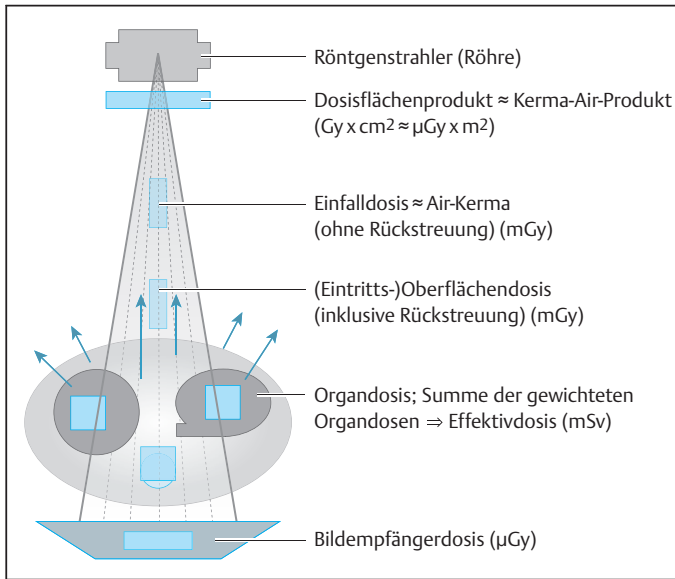 Röntgenstrahler (Röhre)
Dosisflächenprodukt ≈ Kerma-Air-Produkt
(Gy x cm² ≈ µGy x m²)
Einfalldosis ≈ Air-Kerma
(ohne Rückstreuung) (mGy)
(Eintritts-)Oberflächendosis
(inklusive Rückstreuung) (mGy)
Organdosis; Summe der gewichteten
Organdosen ⇒ Effektivdosis (mSv)
Bildempfängerdosis (µGy)